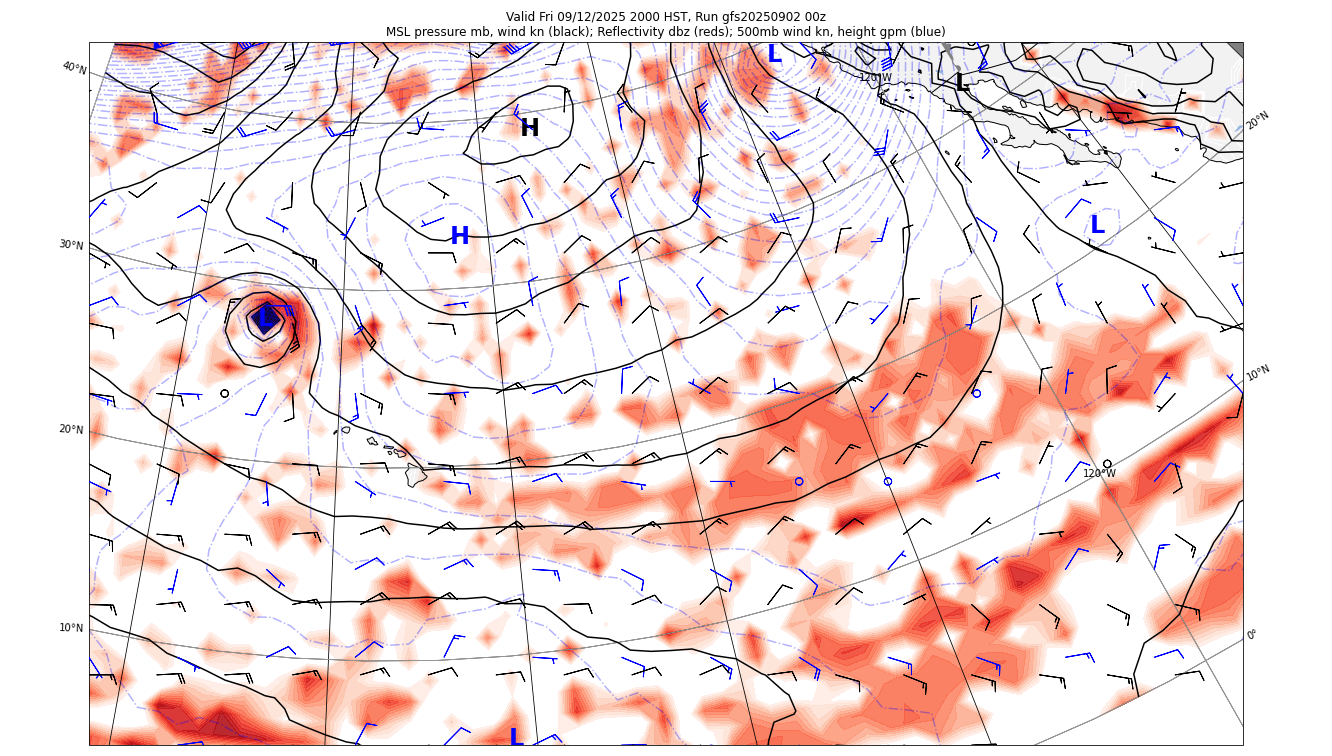 Valid Fri 09/12/2025 2000 HST, Run gfs20250902 00z
MSL pressure mb, wind kn (black); Reflectivity dbz (reds); 500mb wind kn, height gpm (blue)
L
40°N
120°W
L
20°N
H
L
H
30°N
L
10°N
20°N
120°W
10°N
0°
L